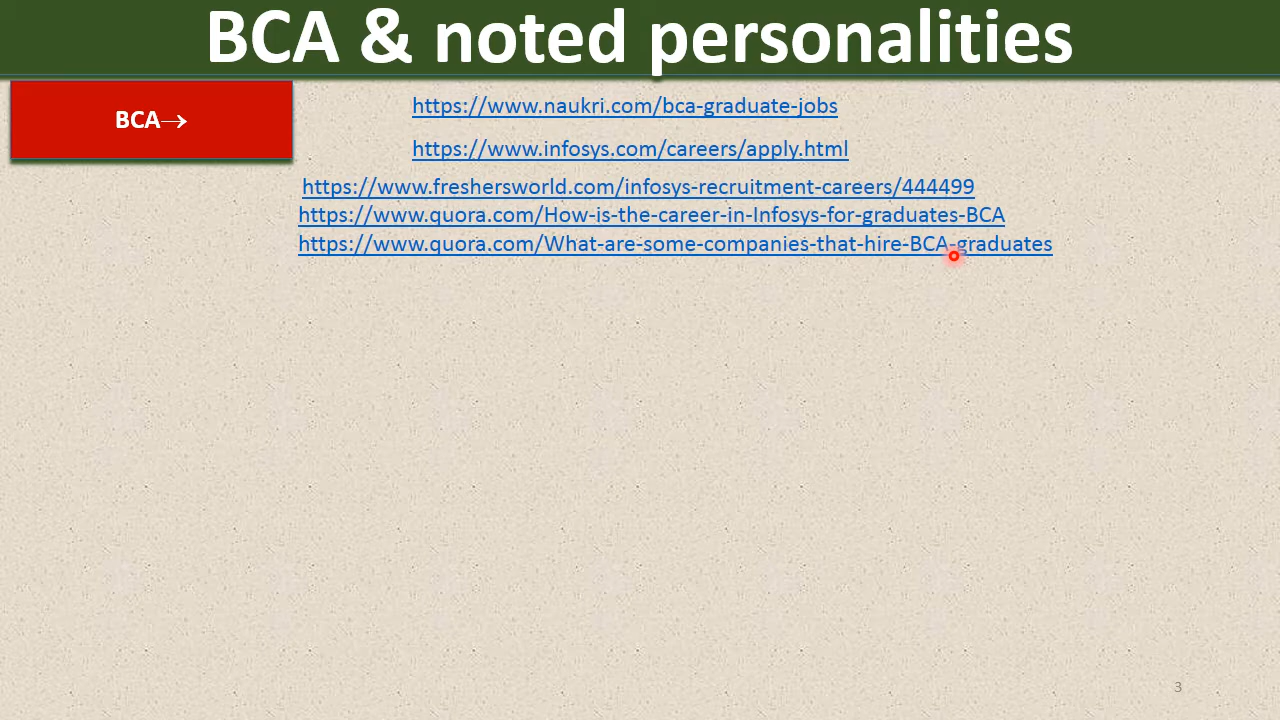 BCA & noted personalities
BCA→
https://www.naukri.com/bca-graduate-jobs
https://www.infosys.com/careers/apply.html
https://www.freshersworld.com/infosys-recruitment-careers/444499
https://www.quora.com/How-is-the-career-in-Infosys-for-graduates-BCA
https://www.quora.com/What-are-some-companies-that-hire-BCA-graduates
3